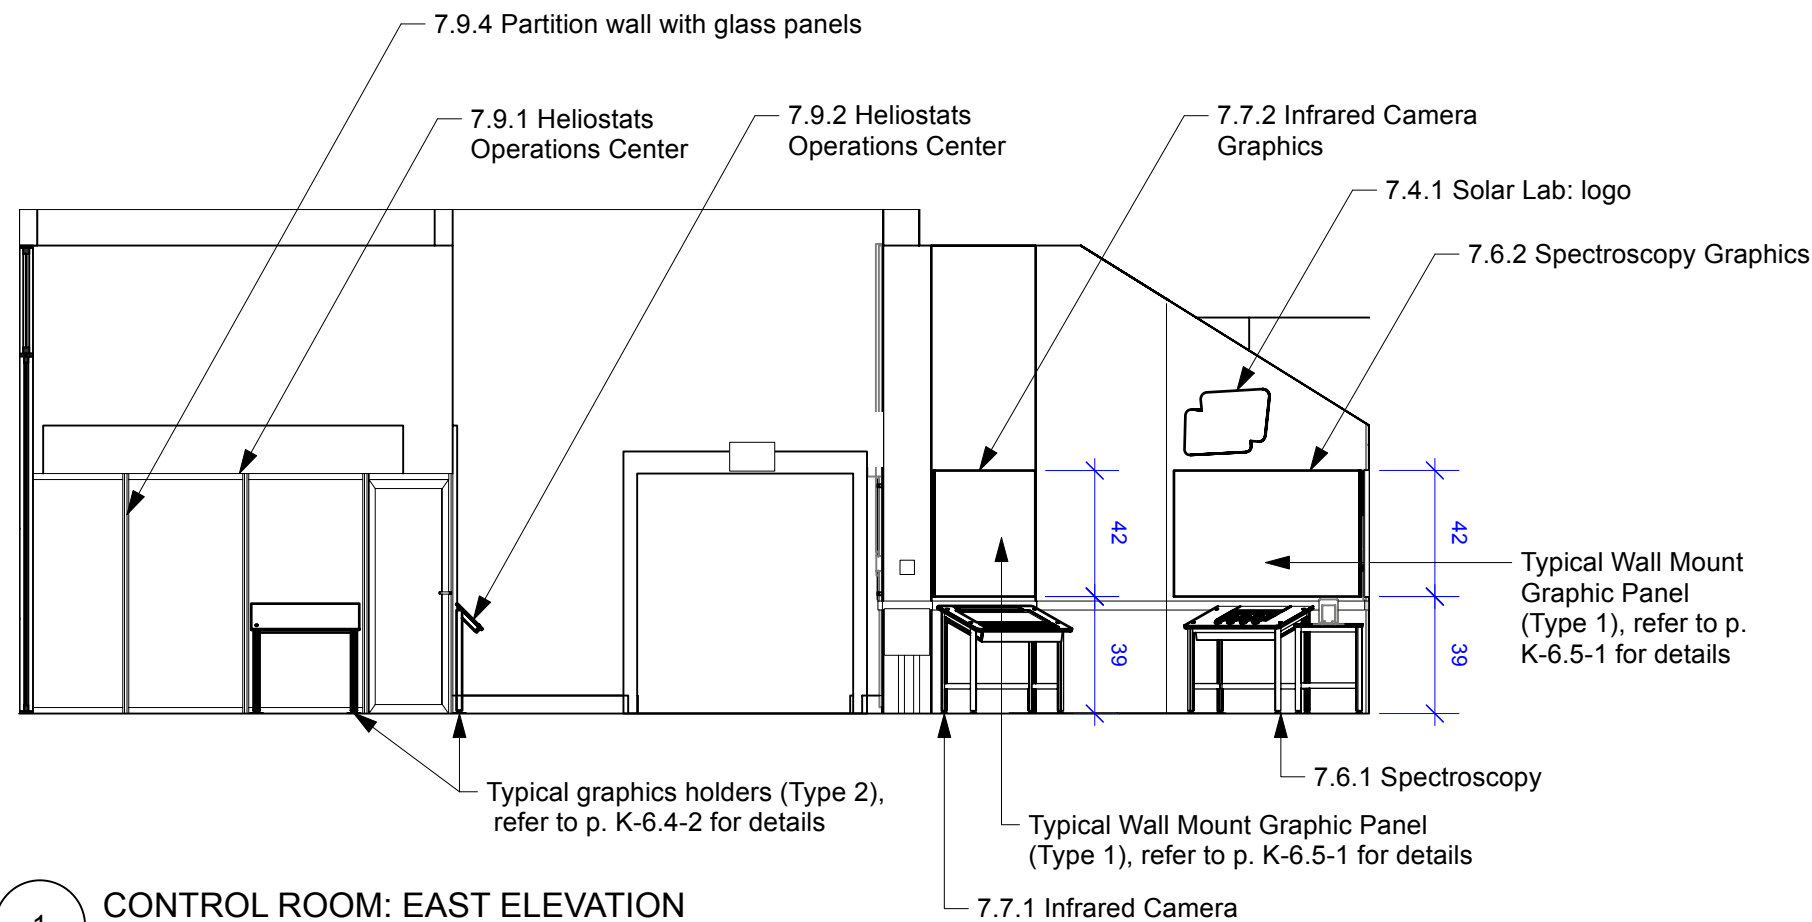 7.9.4 Partition wall with glass panels
7.9.1 Heliostats
Operations Center
7.9.2 Heliostats
Operations Center
7.7.2 Infrared Camera
Graphics
7.4.1 Solar Lab: logo
7.6.2 Spectroscopy Graphics
42
42
39
39
Typical Wall Mount
Graphic Panel
(Type 1), refer to p.
K-6.5-1 for details
7.6.1 Spectroscopy
Typical graphics holders (Type 2),
refer to p. K-6.4-2 for details
Typical Wall Mount Graphic Panel
(Type 1), refer to p. K-6.5-1 for details
7.7.1 Infrared Camera
1
CONTROL ROOM: EAST ELEVATION